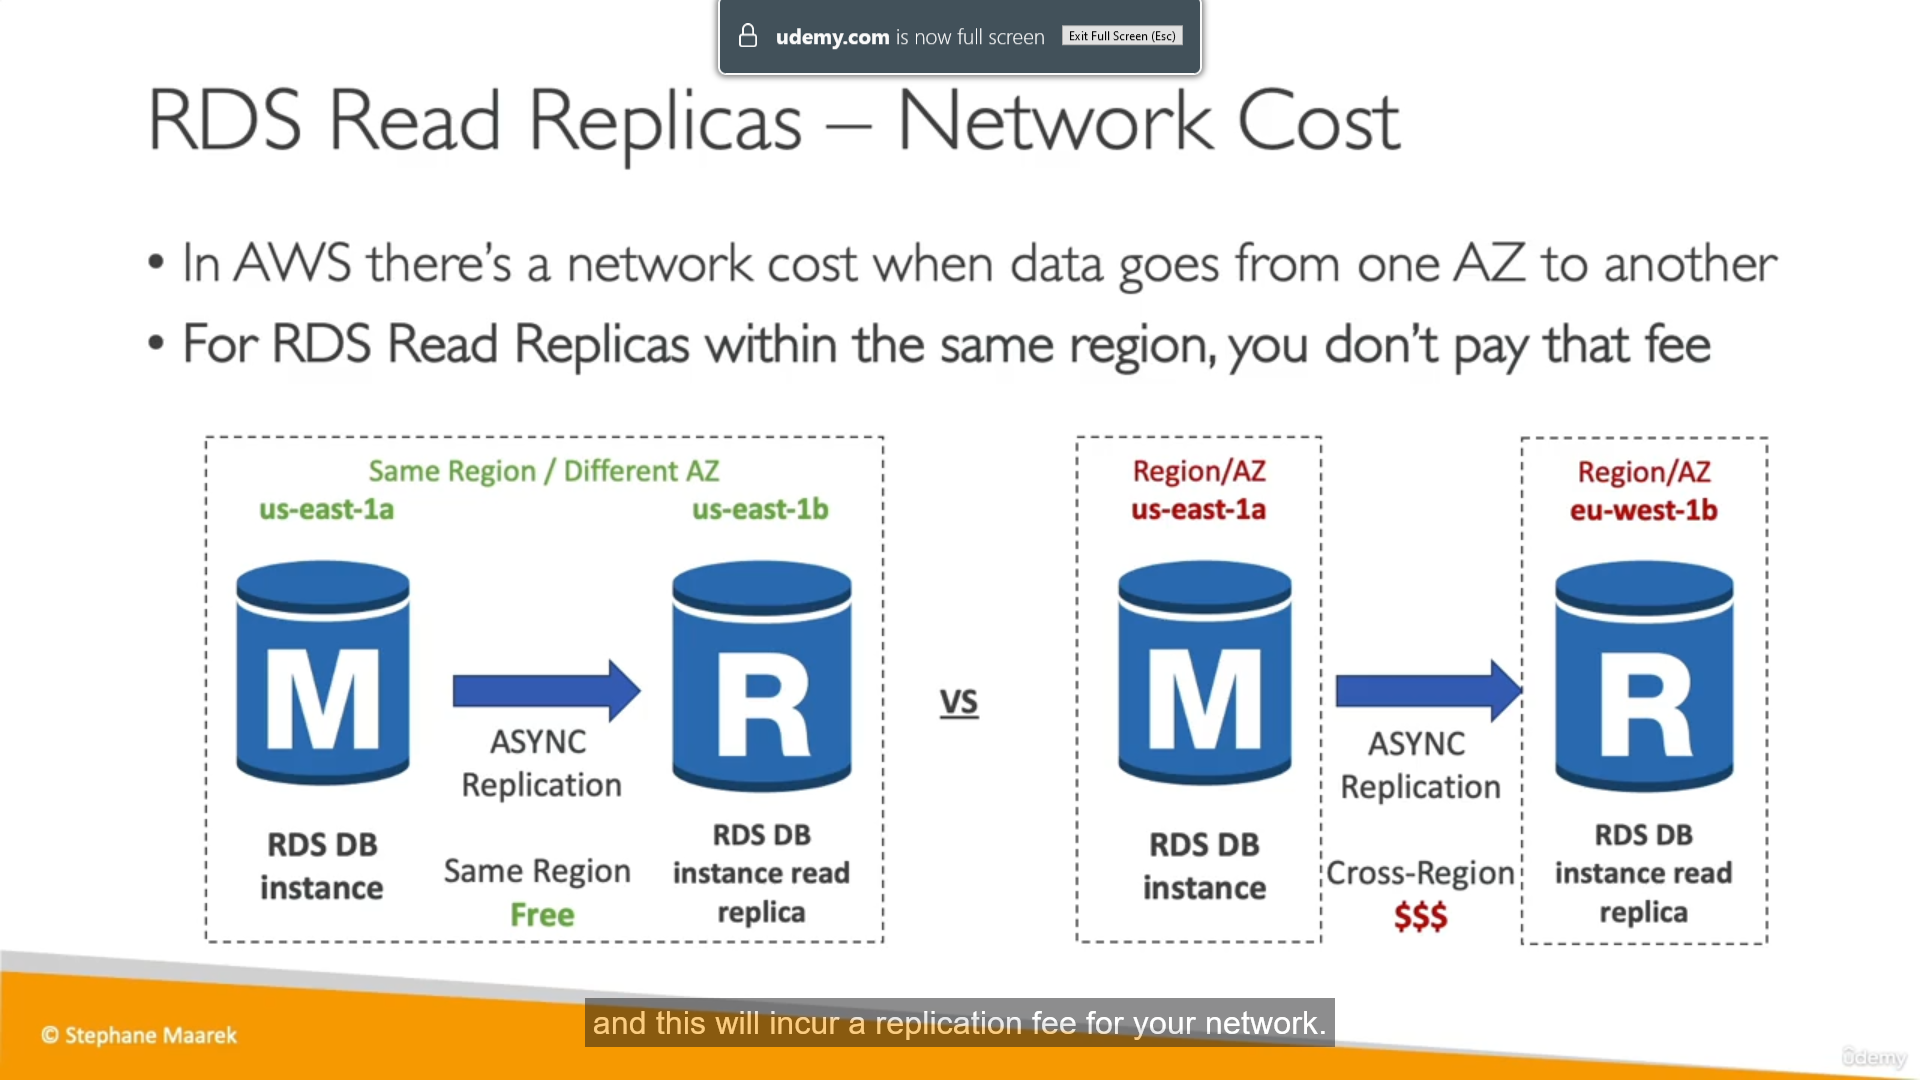 udemy.com is now full screen Exit Full Screen (Esc)
RDS Read Replicas – Network Cost
• In AWS there's a network cost when data goes from one AZ to another
• For RDS Read Replicas within the same region, you don't pay that fee
Same Region / Different AZ
us-east-1a
us-east-1b
M
ASYNC
Replication
R
RDS DB
instance
Same Region
Free
RDS DB
instance read
replica
VS
Region/AZ
us-east-1a
M
RDS DB
instance
ASYNC
Replication
Cross-Region
$$$
Region/AZ
eu-west-1b
R
RDS DB
instance read
replica
and this will incur a replication fee for your network.
© Stephane Maarek
ûdemy